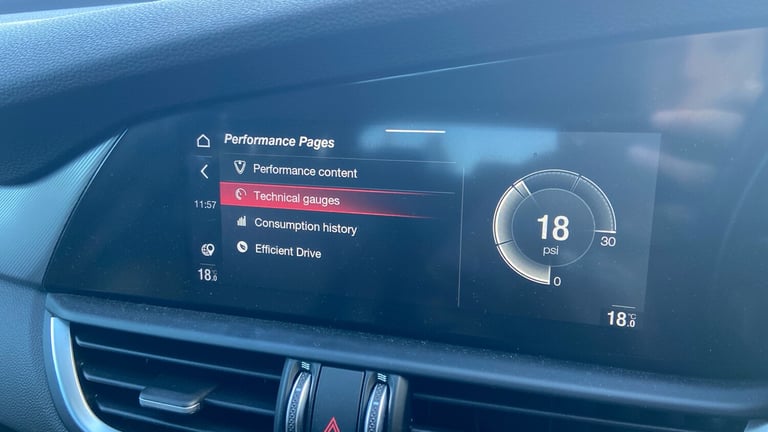 Performance Pages
Performance content
Technical gauges
11:57
Consumption history
Efficient Drive
18.0°C
18
psi
30
0
18.0°C